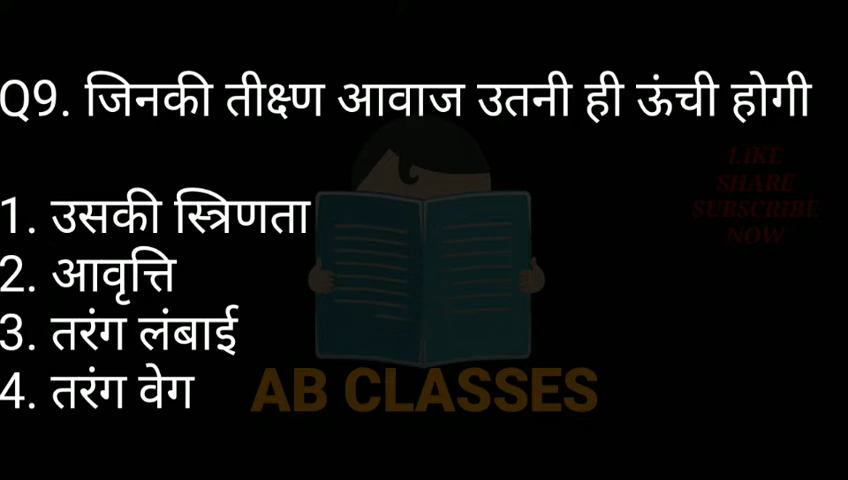 Q9. जिनकी तीक्ष्ण आवाज उतनी ही ऊंची होगी
LIKE
SHARE
SUBSCRIBE
NOW
1. उसकी स्त्रिणता
2. आवृत्ति
3. तरंग लंबाई
4. तरंग वेग
AB CLASSES